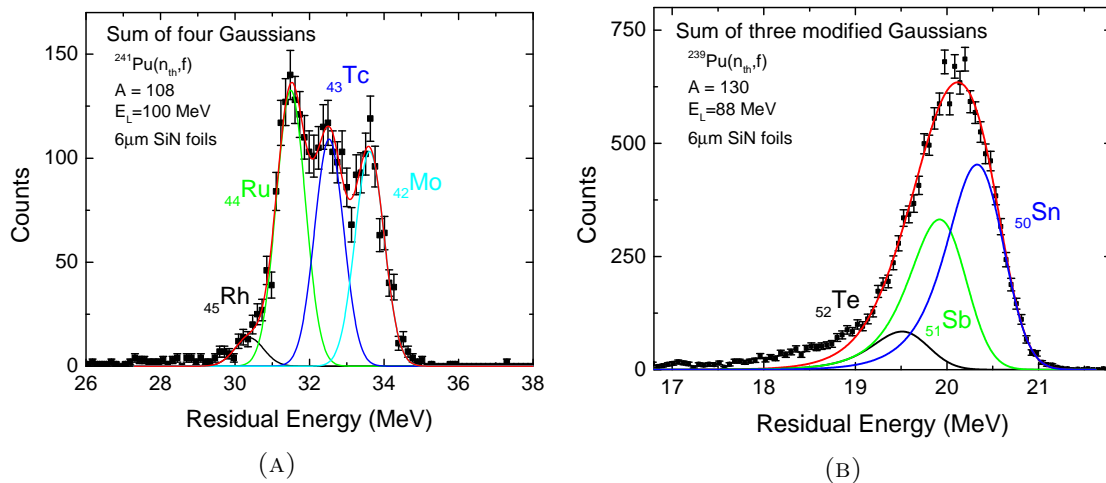 Sum of four Gaussians
²⁴¹Pu(nₜₕ,f)
A = 108
E_L=100 MeV
6μm SiN foils
₄₃Tc
₄₄Ru
₄₂Mo
₄₅Rh
Counts
0
50
100
150
26 28 30 32 34 36 38
Residual Energy (MeV)
(A)
Sum of three modified Gaussians
²³⁹Pu(nₜₕ,f)
A = 130
E_L=88 MeV
6μm SiN foils
₅₀Sn
₅₂Te
₅₁Sb
Counts
0
250
500
750
17 18 19 20 21
Residual Energy (MeV)
(B)